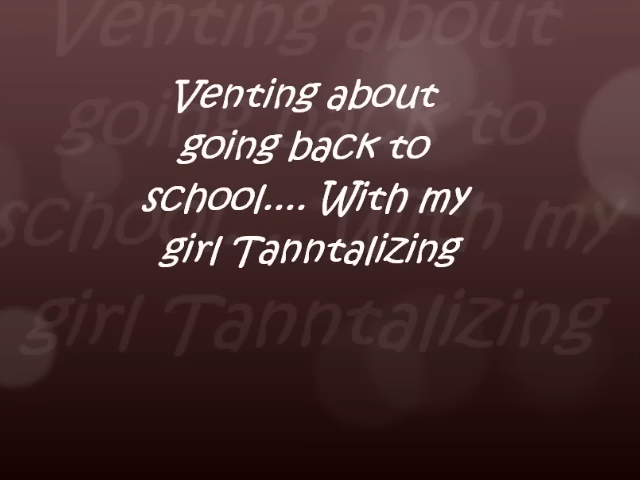 Venting about
going back to
school.... With my
girl Tanntalizing